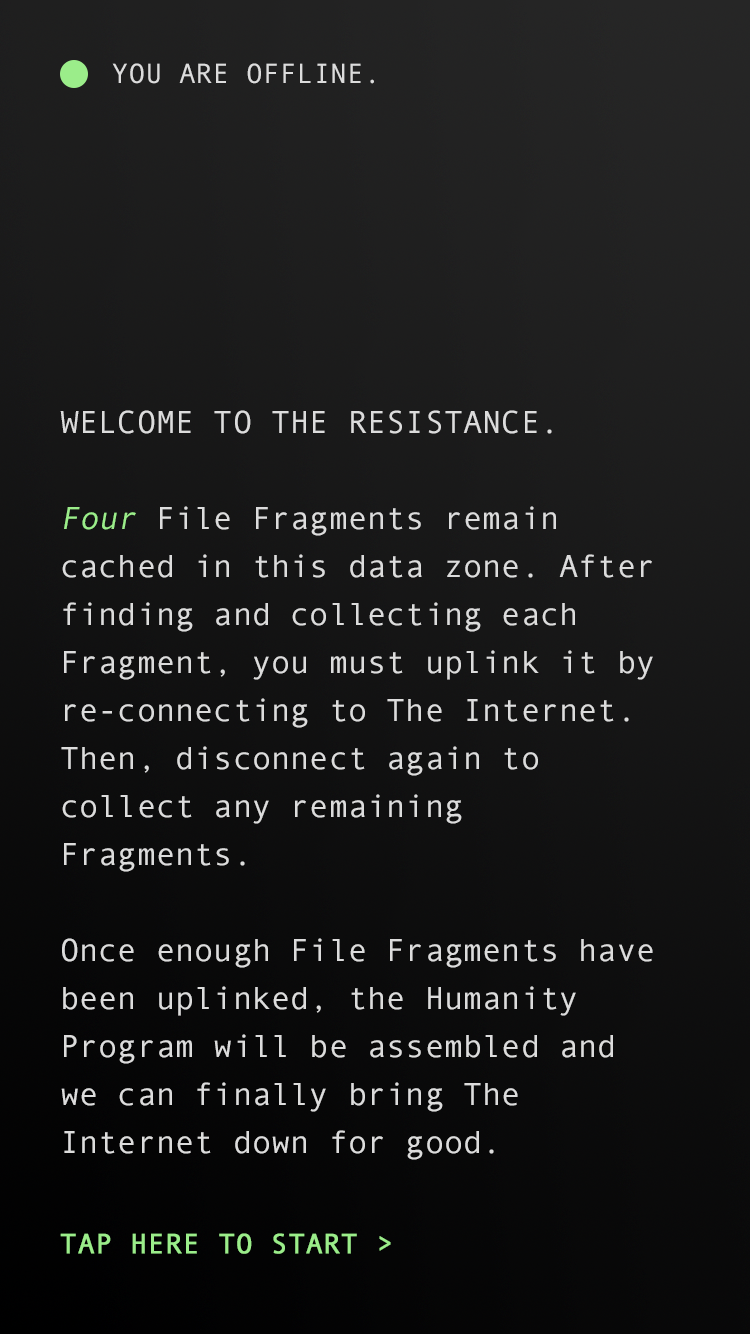 YOU ARE OFFLINE.
WELCOME TO THE RESISTANCE.
Four File Fragments remain
cached in this data zone. After
finding and collecting each
Fragment, you must uplink it by
re-connecting to The Internet.
Then, disconnect again to
collect any remaining
Fragments.
Once enough File Fragments have
been uplinked, the Humanity
Program will be assembled and
we can finally bring The
Internet down for good.
TAP HERE TO START >